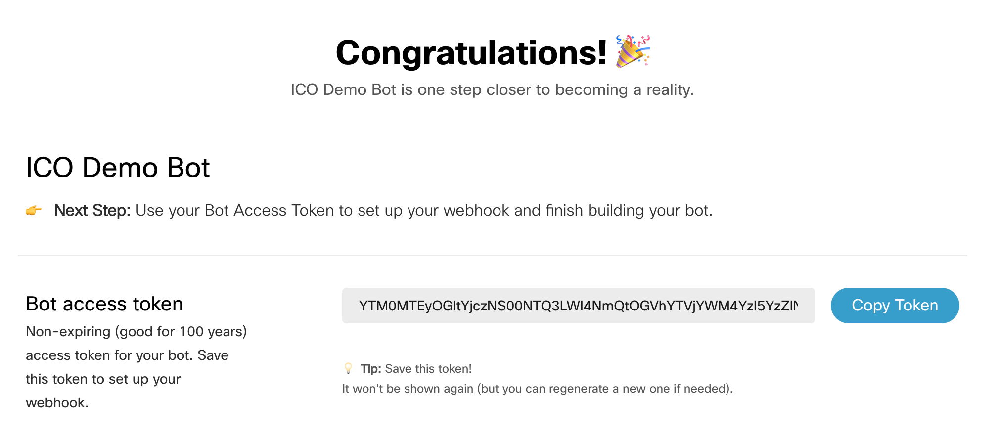 Congratulations! 🎉
ICO Demo Bot is one step closer to becoming a reality.
ICO Demo Bot
👉 Next Step: Use your Bot Access Token to set up your webhook and finish building your bot.
Bot access token
Non-expiring (good for 100 years)
access token for your bot. Save
this token to set up your
webhook.
YTM0MTEyOGItYjczNS00NTQ3LWI4NmQtOGVhYTVjYWM4YzI5YzZlN
Copy Token
💡 Tip: Save this token!
It won't be shown again (but you can regenerate a new one if needed).